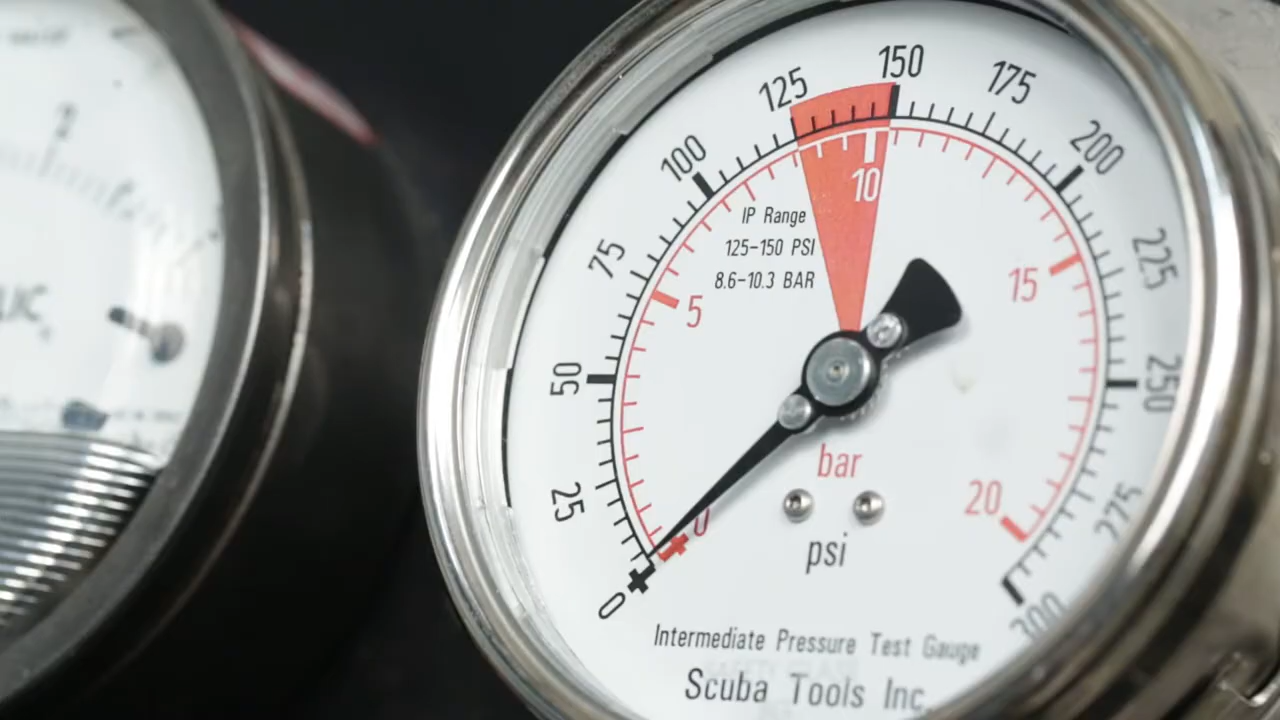 0
25
50
75
100
125
150
175
200
225
250
275
300
0
5
10
15
20
IP Range
125-150 PSI
8.6-10.3 BAR
bar
psi
Intermediate Pressure Test Gauge
Scuba Tools Inc.